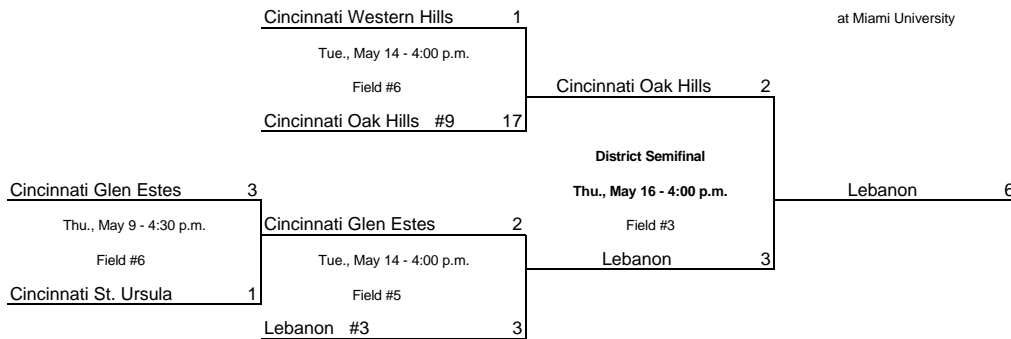 Cincinnati Western Hills 1 at Miami University
Tue., May 14 - 4:00 p.m.
Field #6
Cincinnati Oak Hills 2
Cincinnati Oak Hills #9 17
District Semifinal
Cincinnati Glen Estes 3
Thu., May 16 - 4:00 p.m.
Lebanon 6
Thu., May 9 - 4:30 p.m.
Cincinnati Glen Estes 2
Field #3
Field #6
Tue., May 14 - 4:00 p.m.
Lebanon 3
Cincinnati St. Ursula 1
Field #5
Lebanon #3 3